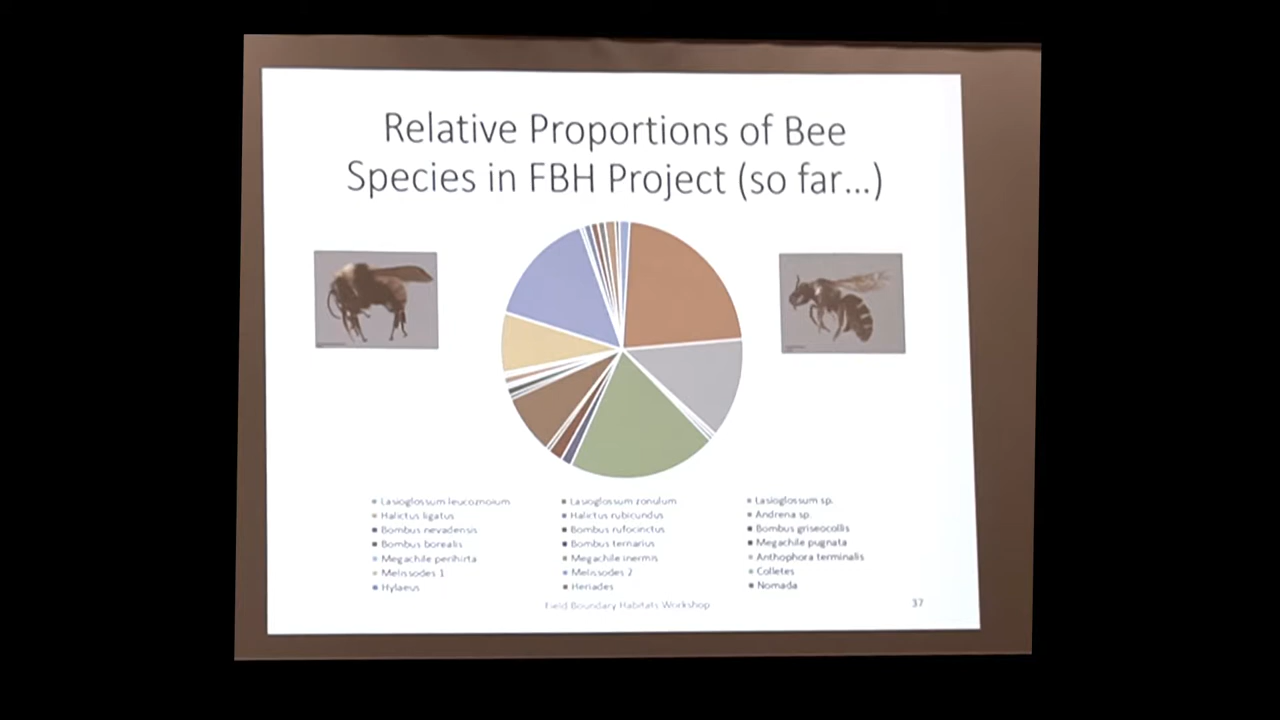 Relative Proportions of Bee
Species in FBH Project (so far...)
Lasioglossum leucozoium
Lasioglossum zonulum
Lasioglossum sp.
Halictus ligatus
Halictus rubicundus
Andrena sp.
Bombus nevadensis
Bombus rufocinctus
Bombus griseocollis
Bombus borealis
Bombus ternarius
Megachile pugnata
Megachile perihirta
Megachile inermis
Anthophora terminalis
Melissodes 1
Melissodes 2
Colletes
Hylaeus
Heriades
Nomada
Field Boundary Habitats Workshop
37